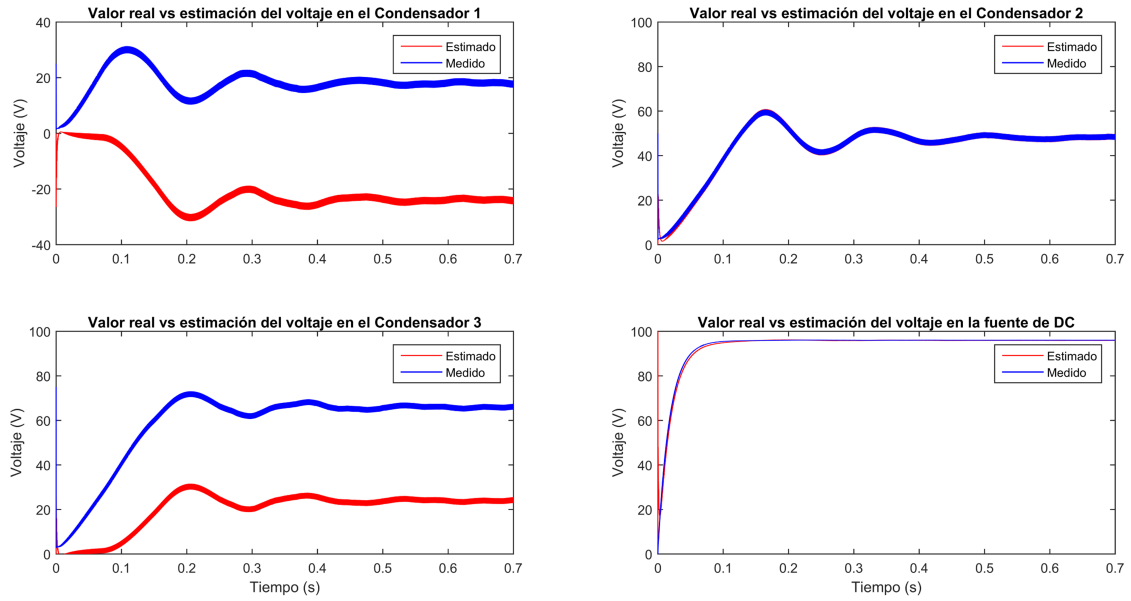 Valor real vs estimación del voltaje en el Condensador 1
40
20
0
-20
-40
Voltaje (V)
Estimado
Medido
0 0.1 0.2 0.3 0.4 0.5 0.6 0.7
Valor real vs estimación del voltaje en el Condensador 2
100
80
60
40
20
0
Voltaje (V)
Estimado
Medido
0 0.1 0.2 0.3 0.4 0.5 0.6 0.7
Valor real vs estimación del voltaje en el Condensador 3
100
80
60
40
20
0
Voltaje (V)
Estimado
Medido
0 0.1 0.2 0.3 0.4 0.5 0.6 0.7
Tiempo (s)
Valor real vs estimación del voltaje en la fuente de DC
100
80
60
40
20
0
Voltaje (V)
Estimado
Medido
0 0.1 0.2 0.3 0.4 0.5 0.6 0.7
Tiempo (s)